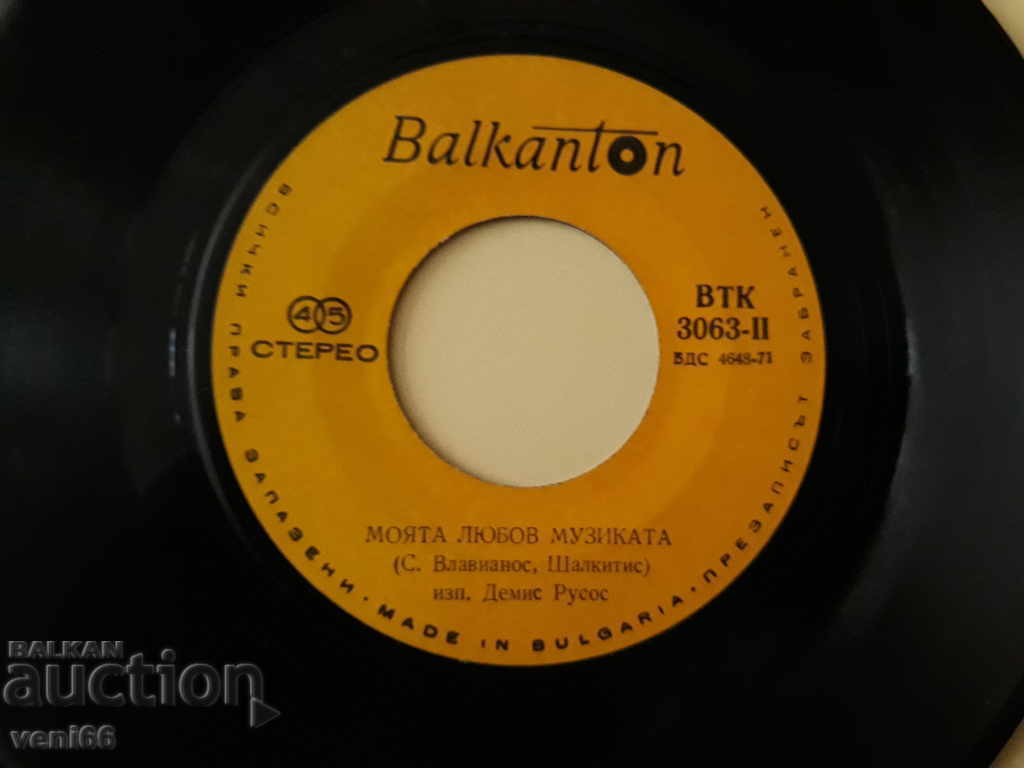 Balkanton
45
СТЕРЕО
ВТК
3063-II
БДС 4648-71
МОЯТА ЛЮБОВ МУЗИКАТА
(С. Влавианос, Шалкитис)
изп. Демис Русос
ВСИЧКИ ПРАВА ЗАПАЗЕНИ · MADE IN BULGARIA · ПРЕЗАПИСЪТ ЗАБРАНЕН
BALKAN
auction
veni66